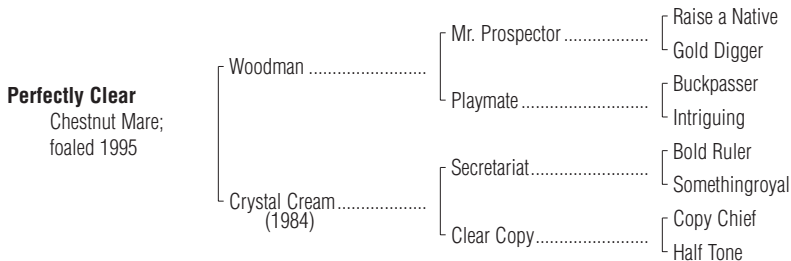 Raise a Native
Mr. Prospector ....................
Gold Digger
Woodman ...........................
Buckpasser
Playmate ..............................
Intriguing
Perfectly Clear
Chestnut Mare;
foaled 1995
Bold Ruler
Secretariat............................
Somethingroyal
Crystal Cream.....................
(1984)
Copy Chief
Clear Copy...........................
Half Tone